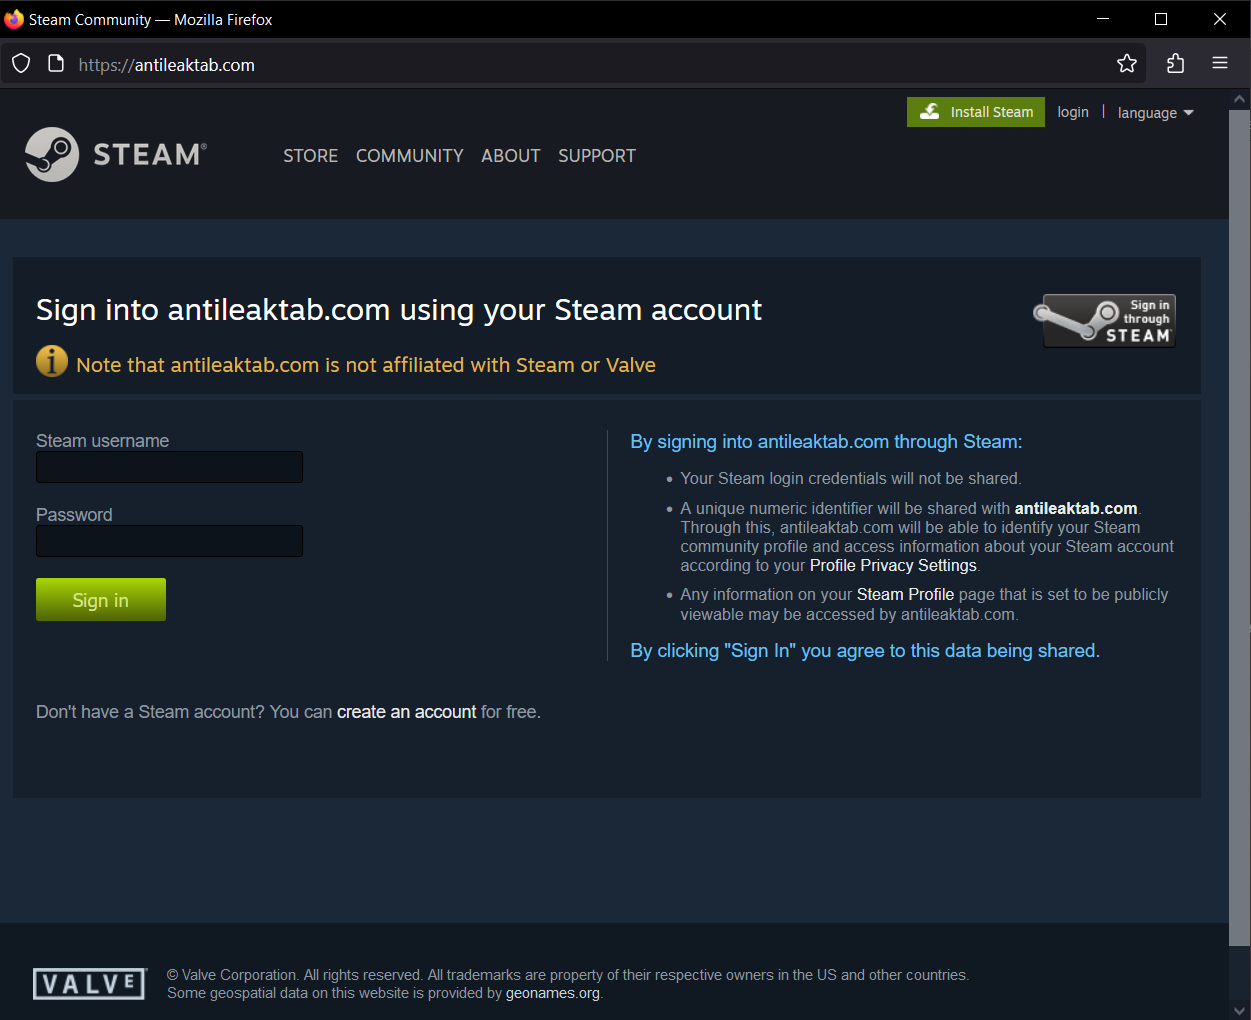 Steam Community — Mozilla Firefox
https://antileaktab.com
Install Steam login language
STEAM®
STORE COMMUNITY ABOUT SUPPORT
Sign into antileaktab.com using your Steam account
Sign in
through
STEAM
Note that antileaktab.com is not affiliated with Steam or Valve
Steam username
Password
Sign in
By signing into antileaktab.com through Steam:
• Your Steam login credentials will not be shared.
• A unique numeric identifier will be shared with antileaktab.com.
Through this, antileaktab.com will be able to identify your Steam
community profile and access information about your Steam account
according to your Profile Privacy Settings.
• Any information on your Steam Profile page that is set to be publicly
viewable may be accessed by antileaktab.com.
By clicking "Sign In" you agree to this data being shared.
Don't have a Steam account? You can create an account for free.
VALVE
© Valve Corporation. All rights reserved. All trademarks are property of their respective owners in the US and other countries.
Some geospatial data on this website is provided by geonames.org.